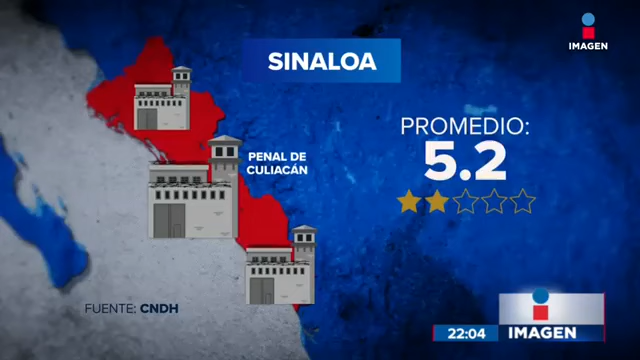 SINALOA
IMAGEN
PENAL DE
CULIACÁN
PROMEDIO:
5.2
FUENTE: CNDH
22:04
IMAGEN